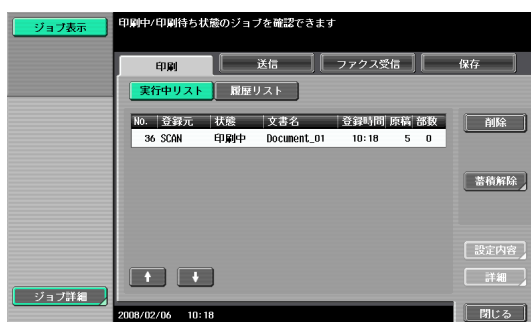 ジョブ表示
印刷中/印刷待ち状態のジョブを確認できます
印刷 送信 ファクス受信 保存
実行中リスト 履歴リスト
No. 登録元 状態 文書名 登録時間 原稿 部数
36 SCAN 印刷中 Document_01 10:18 5 0
削除
蓄積解除
設定内容
詳細
ジョブ詳細
2008/02/06 10:18
閉じる